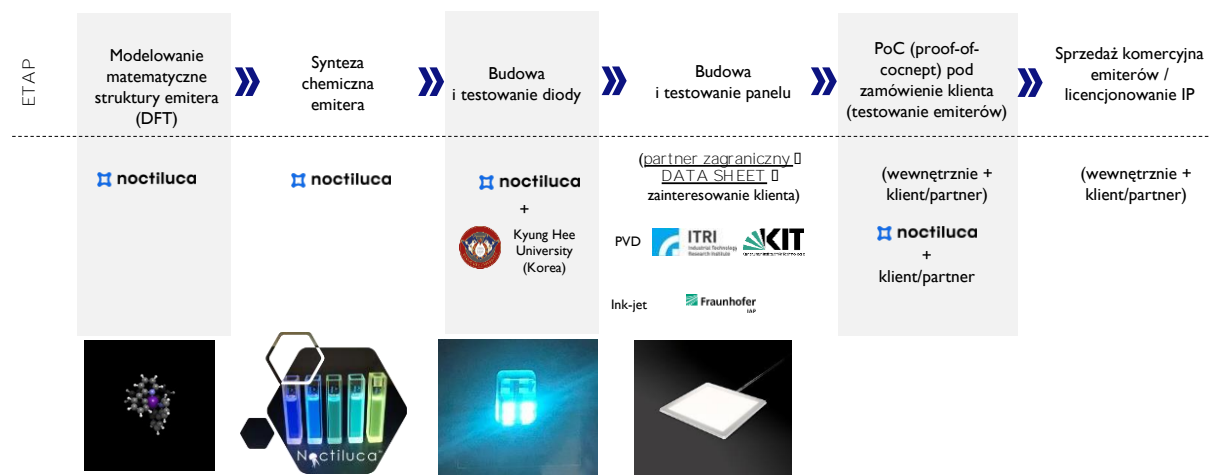 ETAP
Modelowanie
matematyczne
struktury emitera
(DFT)
Synteza
chemiczna
emitera
Budowa
i testowanie diody
Budowa
i testowanie panelu
PoC (proof-of-
cocnept) pod
zamówienie klienta
(testowanie emiterów)
Sprzedaż komercyjna
emiterów /
licencjonowanie IP
noctiluca
noctiluca
noctiluca
+
Kyung Hee
University
(Korea)
(partner zagraniczny
DATA SHEET
zainteresowanie klienta)
PVD
ITRI
Industrial Technology
Research Institute
KIT
Ink-jet
Fraunhofer
IAP
(wewnętrznie +
klient/partner)
noctiluca
+
klient/partner
(wewnętrznie +
klient/partner)
Noctiluca